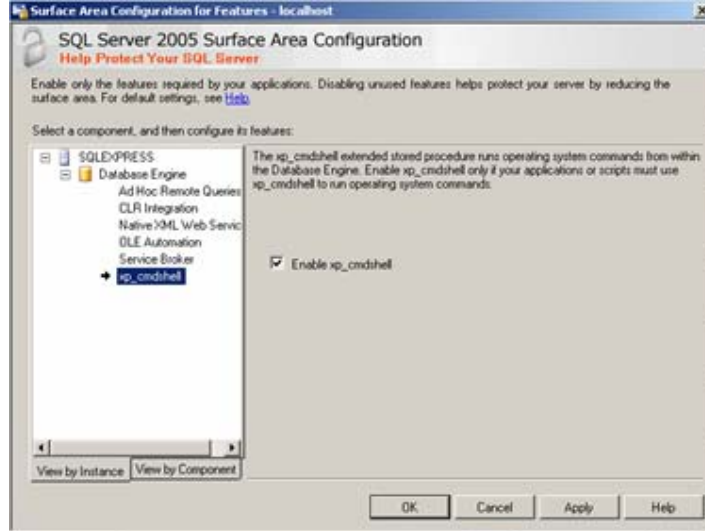 Surface Area Configuration for Features - localhost
SQL Server 2005 Surface Area Configuration
Help Protect Your SQL Server
Enable only the features required by your applications. Disabling unused features helps protect your server by reducing the
surface area. For default settings, see Help.
Select a component, and then configure its features:
SQLEXPRESS
Database Engine
Ad Hoc Remote Queries
CLR Integration
Native XML Web Servic
OLE Automation
Service Broker
xp_cmdshell
The xp_cmdshell extended stored procedure runs operating system commands from within
the Database Engine. Enable xp_cmdshell only if your applications or scripts must use
xp_cmdshell to run operating system commands.
Enable xp_cmdshell
View by Instance
View by Component
OK
Cancel
Apply
Help